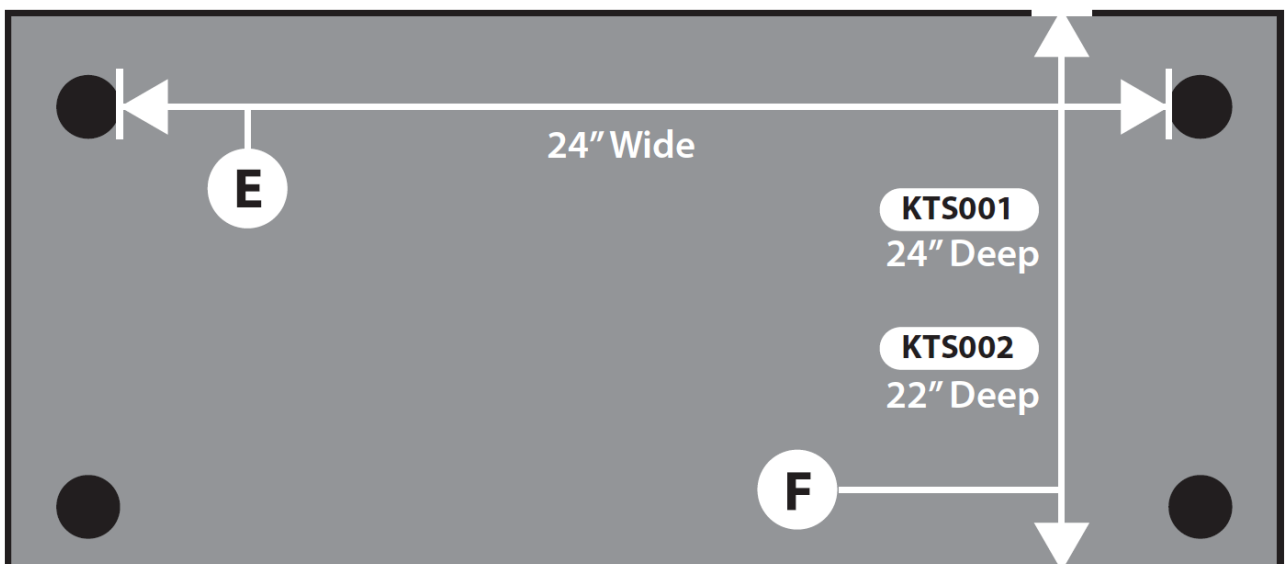 24” Wide
E
KTS001
24” Deep
KTS002
22” Deep
F